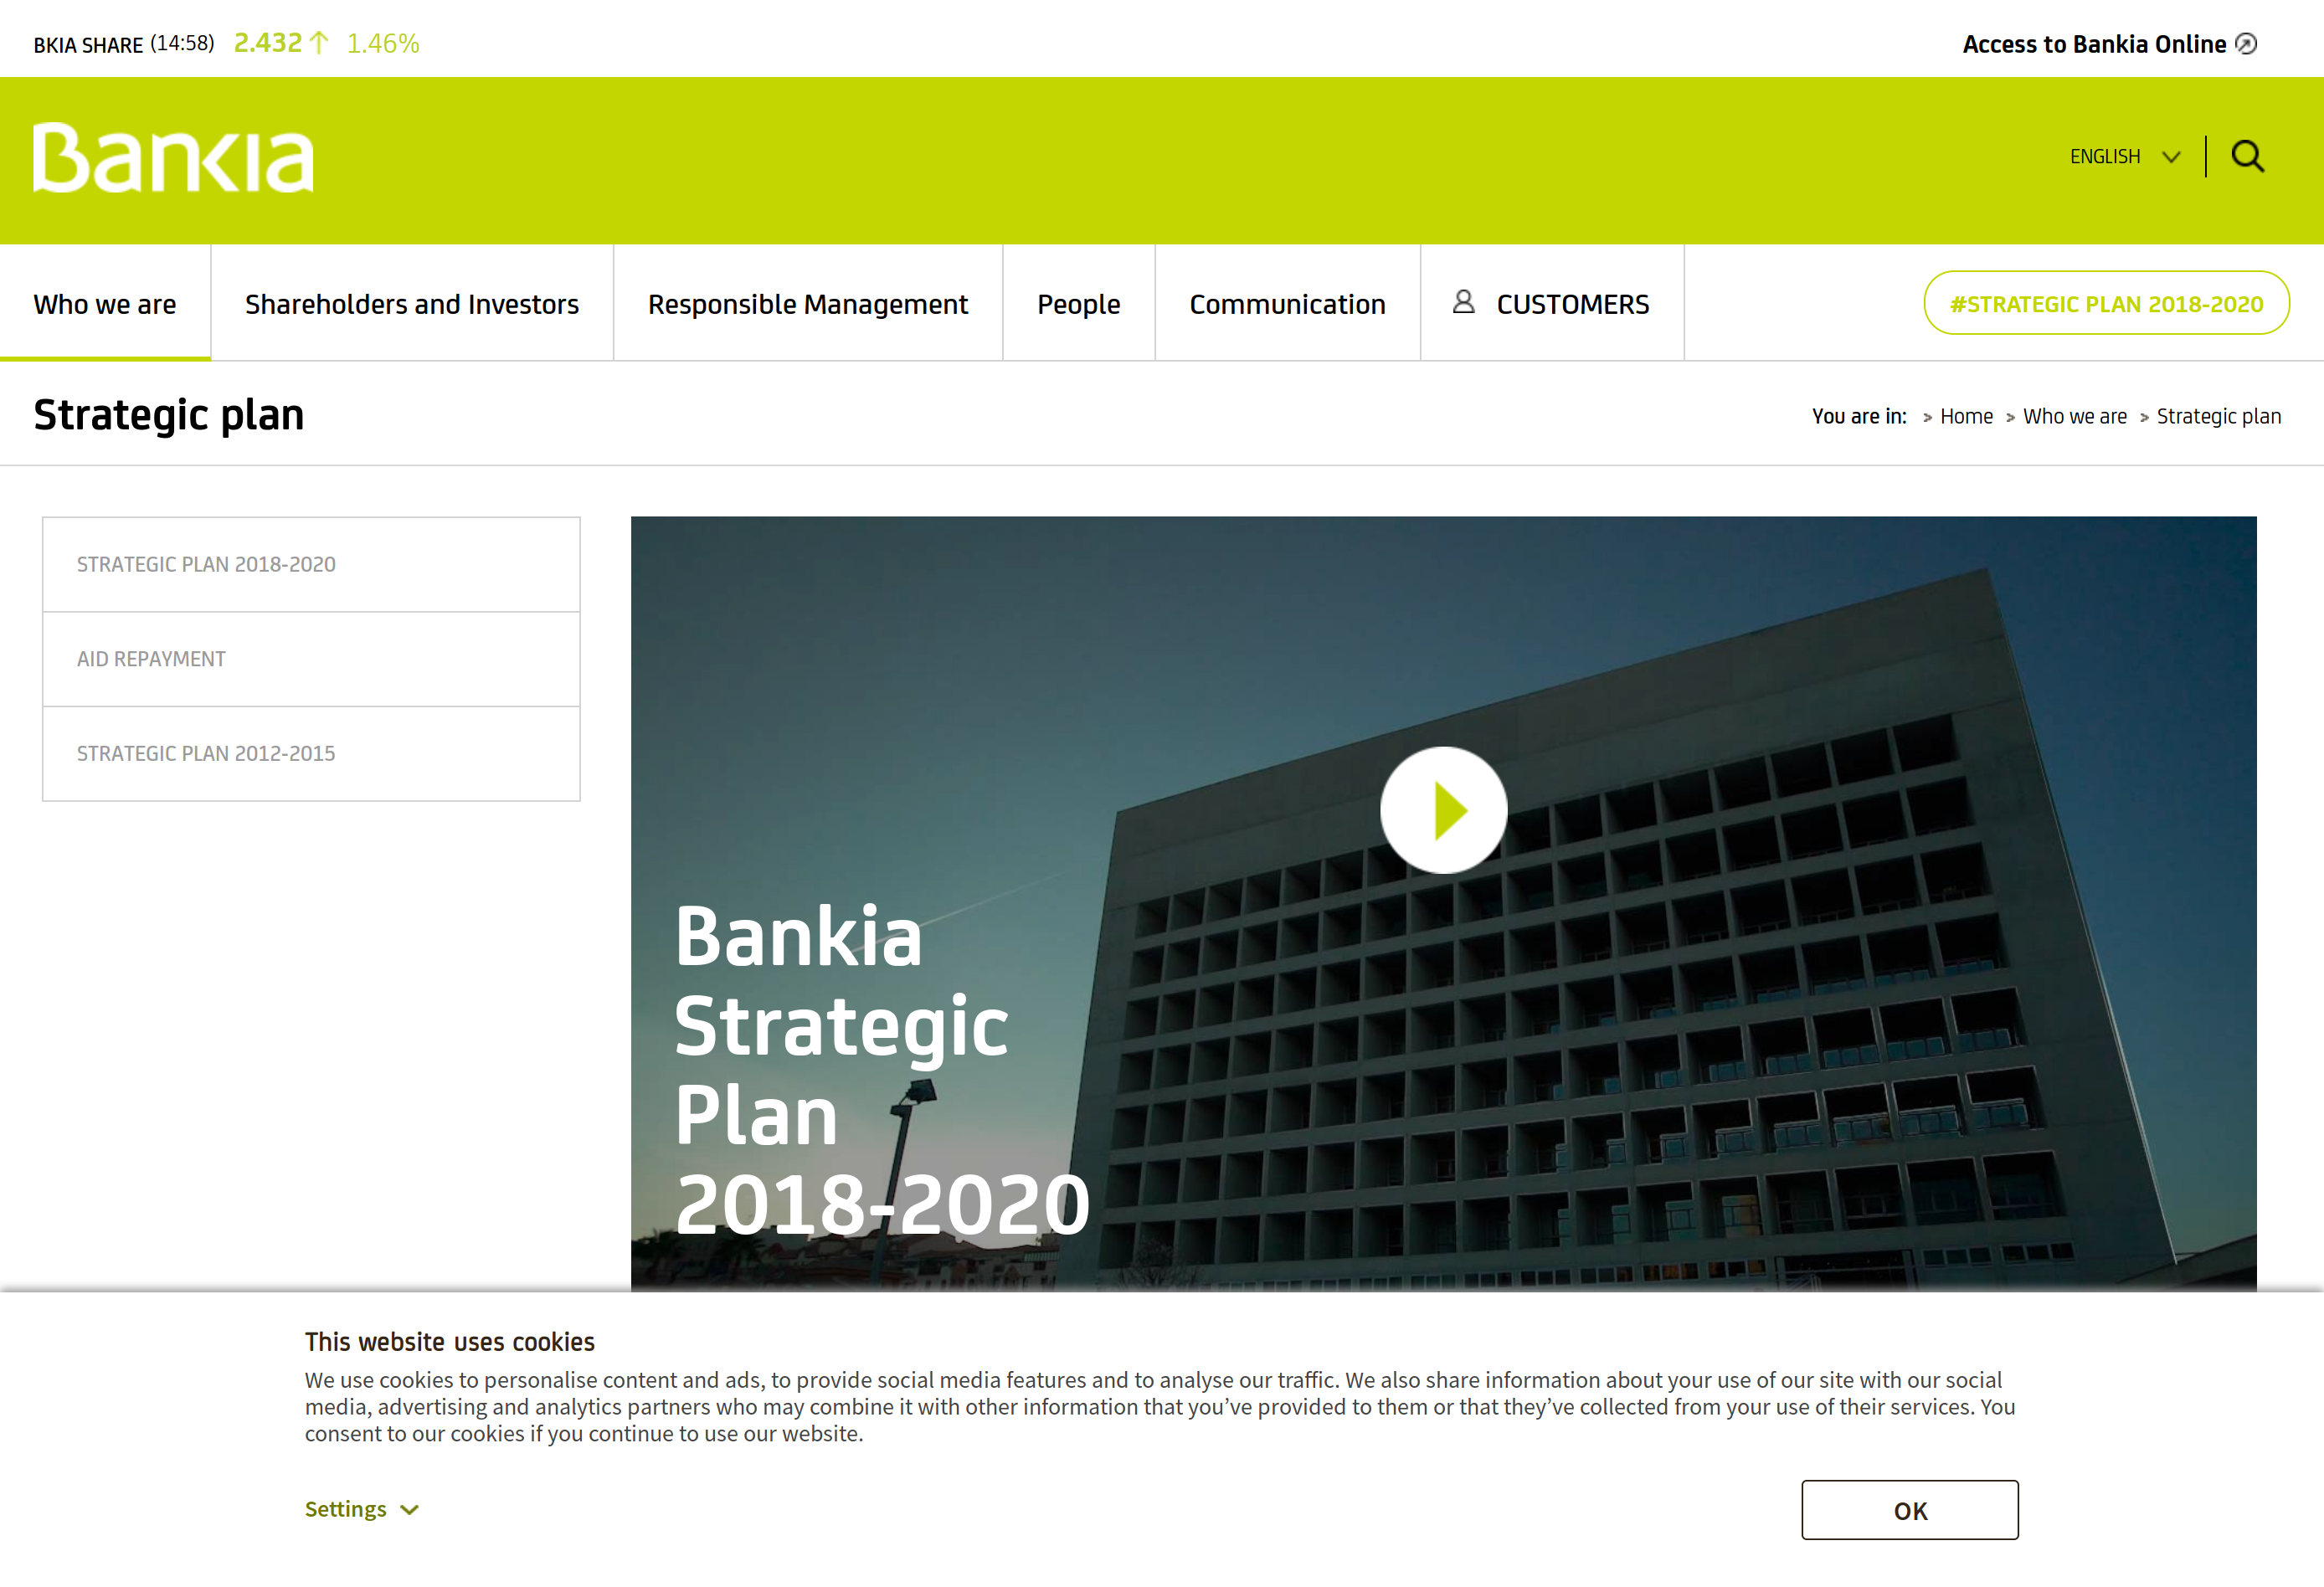 BKIA SHARE (14:58) 2.432 1.46%
Access to Bankia Online
Bankia
ENGLISH
Who we are
Shareholders and Investors
Responsible Management
People
Communication
CUSTOMERS
#STRATEGIC PLAN 2018-2020
Strategic plan
You are in: > Home > Who we are > Strategic plan
STRATEGIC PLAN 2018-2020
AID REPAYMENT
STRATEGIC PLAN 2012-2015
Bankia
Strategic
Plan
2018-2020
This website uses cookies
We use cookies to personalise content and ads, to provide social media features and to analyse our traffic. We also share information about your use of our site with our social
media, advertising and analytics partners who may combine it with other information that you’ve provided to them or that they’ve collected from your use of their services. You
consent to our cookies if you continue to use our website.
Settings
OK